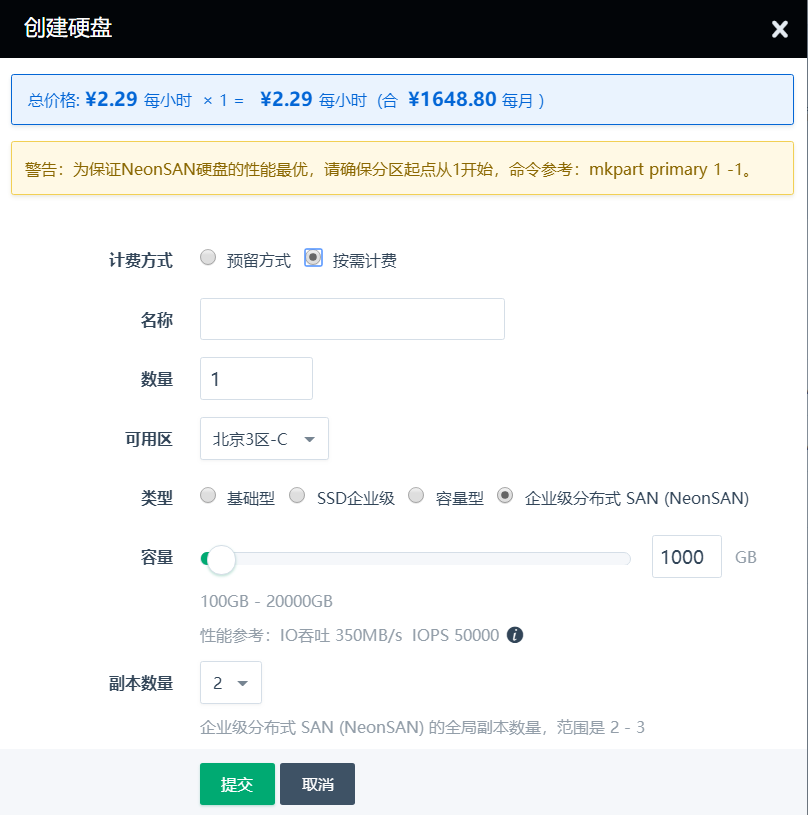 创建硬盘
总价格: ¥2.29 每小时 × 1 = ¥2.29 每小时 (合 ¥1648.80 每月 )
警告：为保证NeonSAN硬盘的性能最优，请确保分区起点从1开始，命令参考：mkpart primary 1 -1。
计费方式 预留方式 按需计费
名称
数量 1
可用区 北京3区-C
类型 基础型 SSD企业级 容量型 企业级分布式 SAN (NeonSAN)
容量 1000 GB
100GB - 20000GB
性能参考：IO吞吐 350MB/s IOPS 50000
副本数量 2
企业级分布式 SAN (NeonSAN) 的全局副本数量，范围是 2 - 3
提交 取消